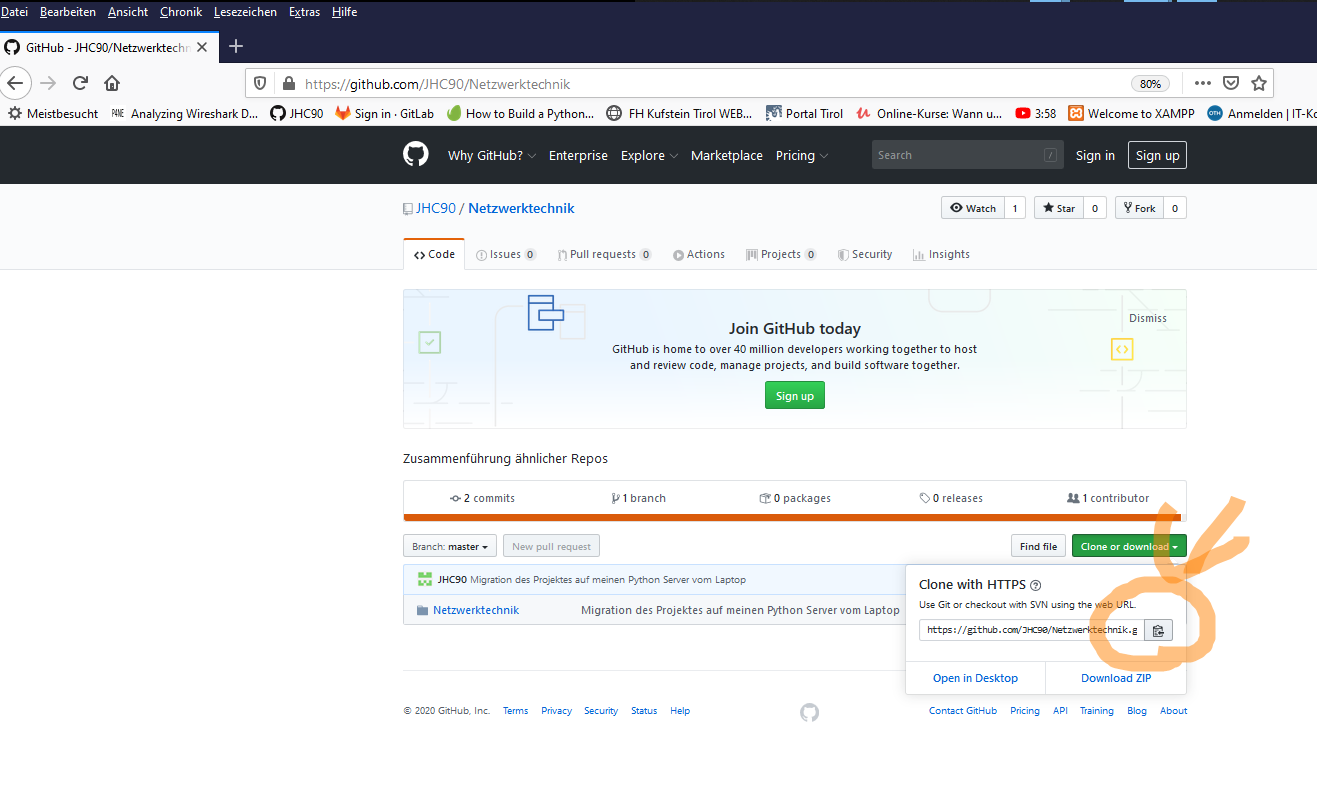 Datei Bearbeiten Ansicht Chronik Lesezeichen Extras Hilfe
GitHub - JHC90/Netzwerktechn
https://github.com/JHC90/Netzwerktechnik 80%
Meistbesucht Analyzing Wireshark D... JHC90 Sign in · GitLab How to Build a Python... FH Kufstein Tirol WEB... Portal Tirol Online-Kurse: Wann u... 3:58 Welcome to XAMPP Anmelden | IT-Ko
Why GitHub? Enterprise Explore Marketplace Pricing Search / Sign in Sign up
JHC90 / Netzwerktechnik Watch 1 Star 0 Fork 0
Code Issues 0 Pull requests 0 Actions Projects 0 Security Insights
Dismiss
Join GitHub today
GitHub is home to over 40 million developers working together to host
and review code, manage projects, and build software together.
Sign up
Zusammenführung ähnlicher Repos
2 commits 1 branch 0 packages 0 releases 1 contributor
Branch: master New pull request Find file Clone or download
JHC90 Migration des Projektes auf meinen Python Server vom Laptop
Netzwerktechnik Migration des Projektes auf meinen Python Server vom Laptop
Clone with HTTPS
Use Git or checkout with SVN using the web URL.
https://github.com/JHC90/Netzwerktechnik.g
Open in Desktop Download ZIP
© 2020 GitHub, Inc. Terms Privacy Security Status Help Contact GitHub Pricing API Training Blog About